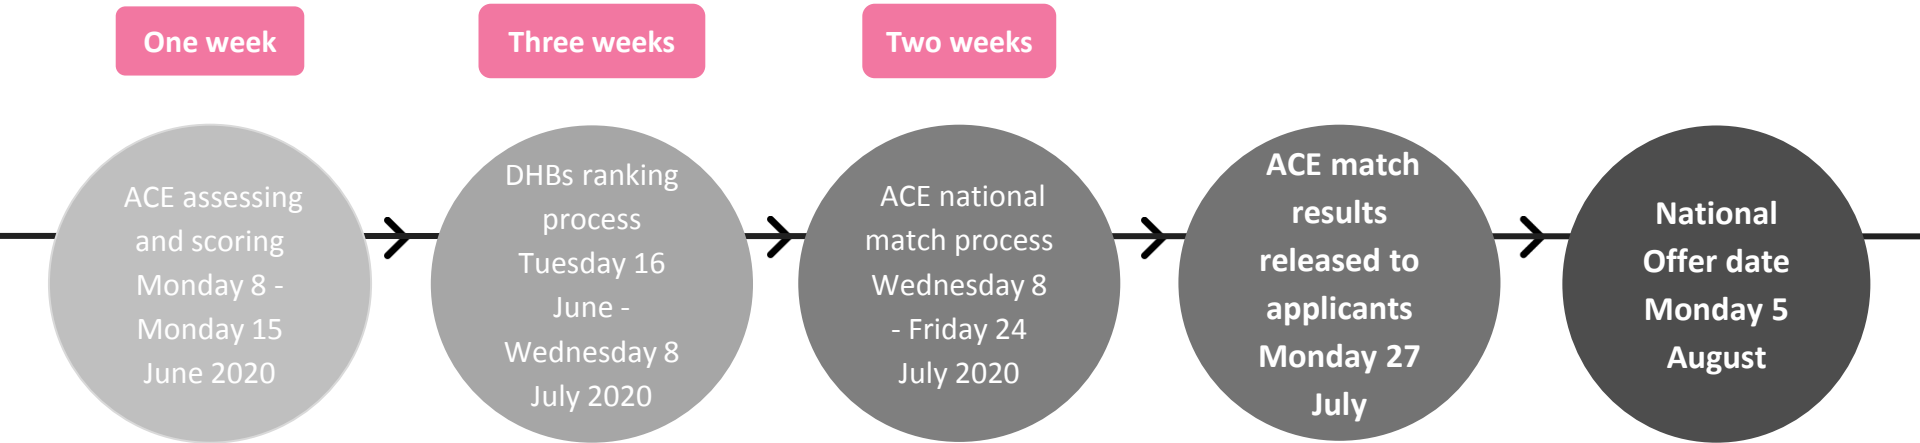 One week
Three weeks
Two weeks
ACE assessing
and scoring
Monday 8 -
Monday 15
June 2020
DHBs ranking
process
Tuesday 16
June -
Wednesday 8
July 2020
ACE national
match process
Wednesday 8
- Friday 24
July 2020
ACE match
results
released to
applicants
Monday 27
July
National
Offer date
Monday 5
August